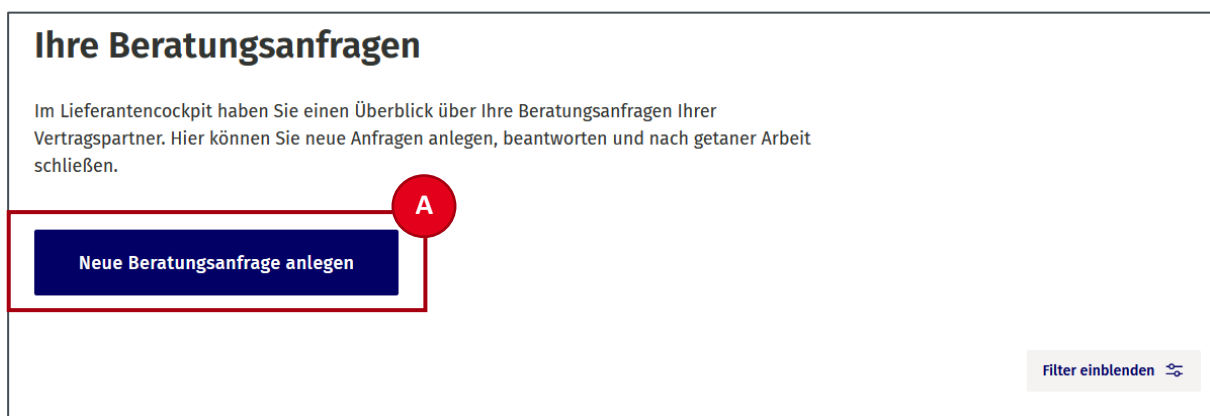 Ihre Beratungsanfragen
Im Lieferantencockpit haben Sie einen Überblick über Ihre Beratungsanfragen Ihrer
Vertragspartner. Hier können Sie neue Anfragen anlegen, beantworten und nach getaner Arbeit
schließen.
A
Neue Beratungsanfrage anlegen
Filter einblenden